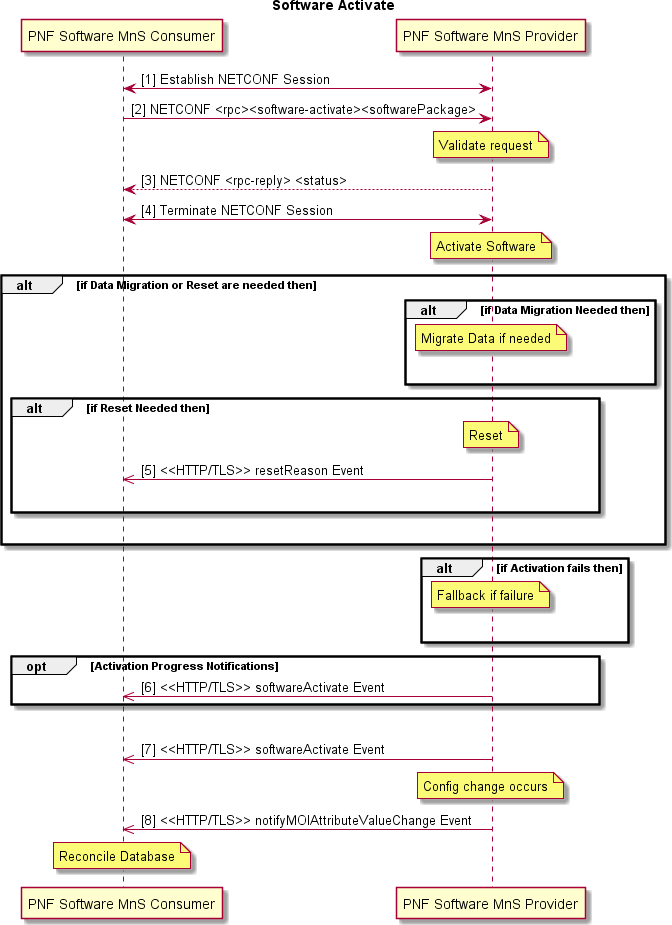 Software Activate
PNF Software MnS Consumer
PNF Software MnS Provider
[1] Establish NETCONF Session
[2] NETCONF <rpc><software-activate><softwarePackage>
Validate request
[3] NETCONF <rpc-reply> <status>
[4] Terminate NETCONF Session
Activate Software
alt [if Data Migration or Reset are needed then]
alt [if Data Migration Needed then]
Migrate Data if needed
alt [if Reset Needed then]
Reset
[5] <<HTTP/TLS>> resetReason Event
alt [if Activation fails then]
Fallback if failure
opt [Activation Progress Notifications]
[6] <<HTTP/TLS>> softwareActivate Event
[7] <<HTTP/TLS>> softwareActivate Event
Config change occurs
[8] <<HTTP/TLS>> notifyMOIAttributeValueChange Event
Reconcile Database
PNF Software MnS Consumer
PNF Software MnS Provider